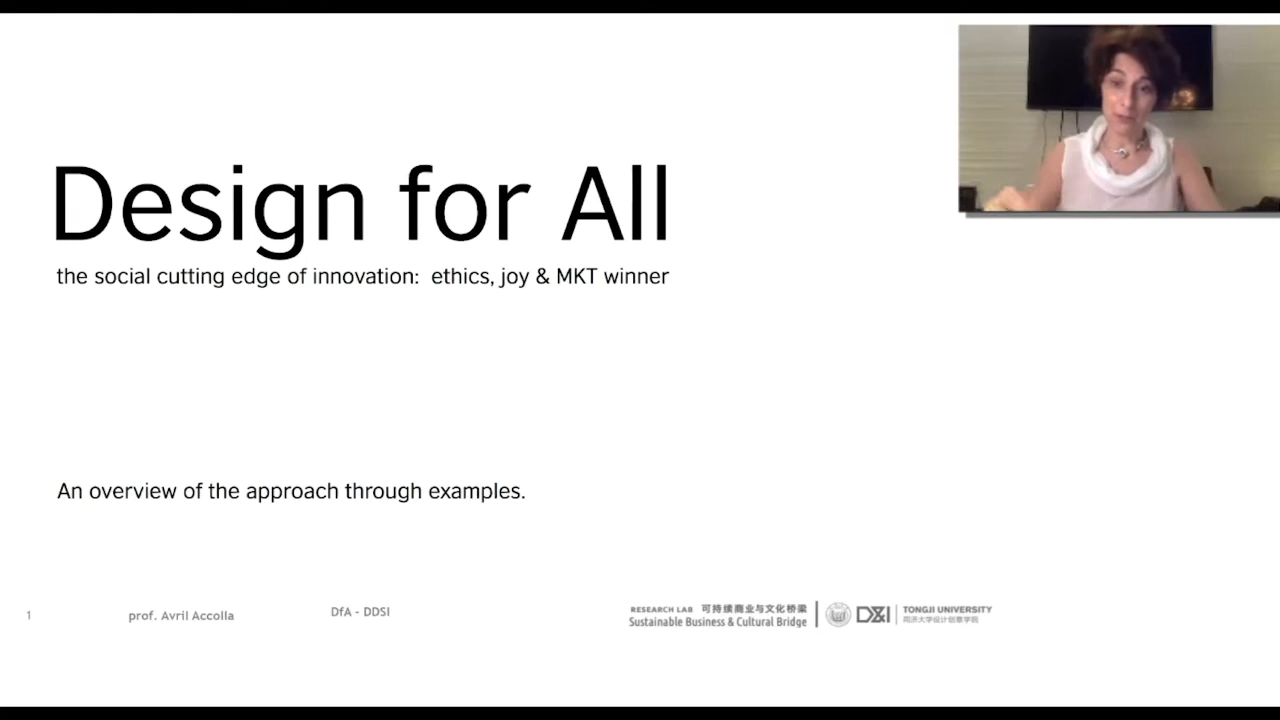 Design for All
the social cutting edge of innovation: ethics, joy & MKT winner
An overview of the approach through examples.
1
prof. Avril Accolla
DfA - DDSI
RESEARCH LAB 可持续商业与文化桥梁
Sustainable Business & Cultural Bridge
D&I
TONGJI UNIVERSITY
同济大学设计创意学院